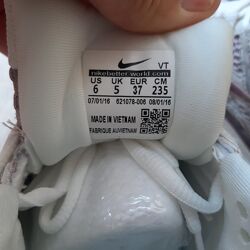 VT
nikebetterworld.com
US UK EUR CM
6 5 37 235
07/01/16 621078-006 08/01/16
MADE IN VIETNAM
FABRIQUE AU VIETNAM